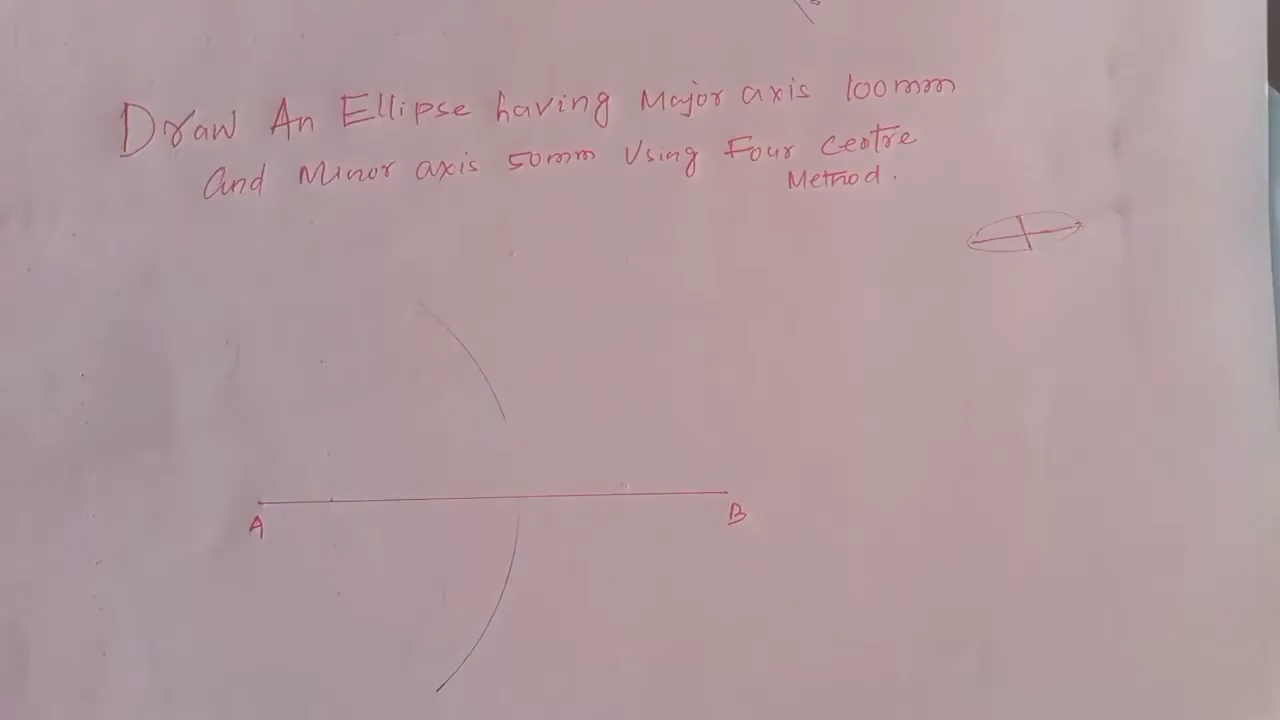 Draw An Ellipse having Major axis 100mm
and Minor axis 50mm Using Four Centre
Method.
A
B